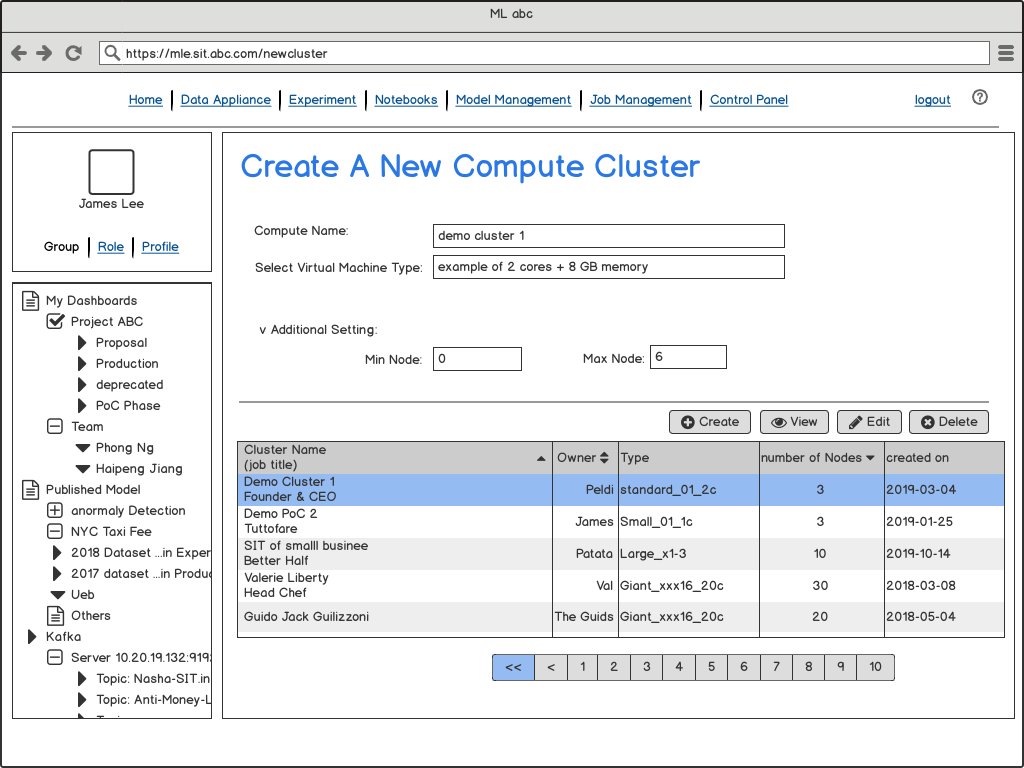 ML abc
https://mle.sit.abc.com/newcluster
Home Data Appliance Experiment Notebooks Model Management Job Management Control Panel logout ?
James Lee
Group Role Profile
My Dashboards
Project ABC
Proposal
Production
deprecated
PoC Phase
Team
Phong Ng
Haipeng Jiang
Published Model
anormaly Detection
NYC Taxi Fee
2018 Dataset ...in Exper
2017 dataset ...in Produc
Ueb
Others
Kafka
Server 10.20.19.132:919
Topic: Nasha-SIT.in
Topic: Anti-Money-L
Create A New Compute Cluster
Compute Name: demo cluster 1
Select Virtual Machine Type: example of 2 cores + 8 GB memory
v Additional Setting:
Min Node: 0 Max Node: 6
Create View Edit Delete
Cluster Name
(job title) Owner Type number of Nodes created on
Demo Cluster 1
Founder & CEO Peldi standard_01_2c 3 2019-03-04
Demo PoC 2
Tuttofare James Small_01_1c 3 2019-01-25
SIT of smalll businee
Better Half Patata Large_x1-3 10 2019-10-14
Valerie Liberty
Head Chef Val Giant_xxx16_20c 30 2018-03-08
Guido Jack Guilizzoni The Guids Giant_xxx16_20c 20 2018-05-04
<< < 1 2 3 4 5 6 7 8 9 10